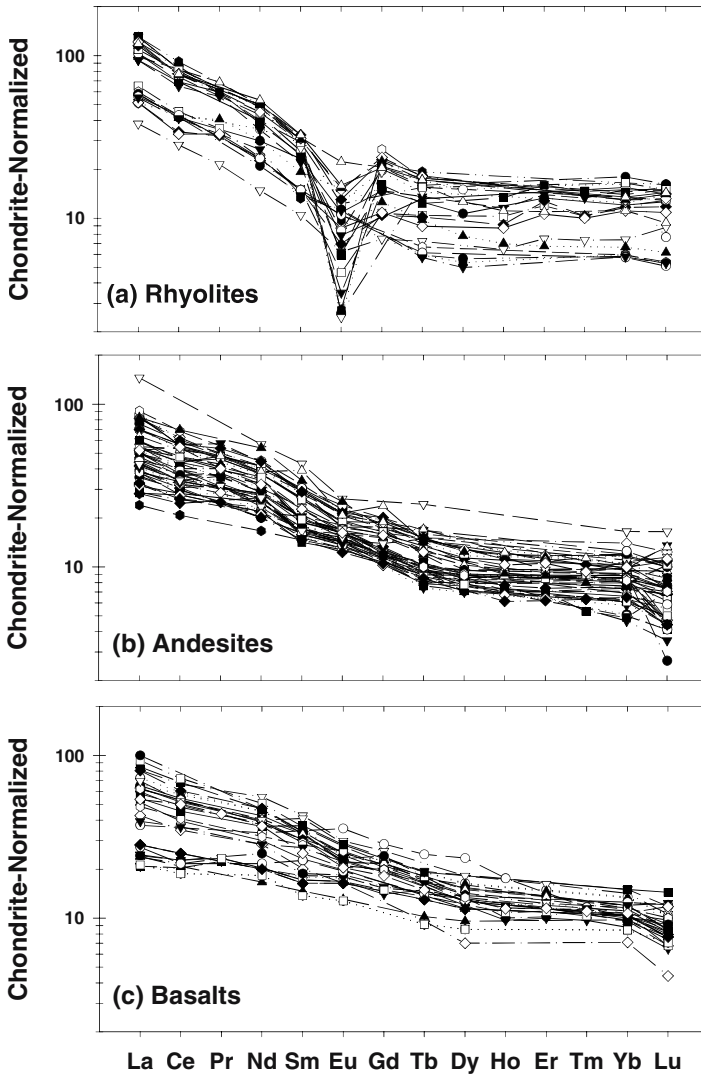 Chondrite-Normalized
100
10
(a) Rhyolites
Chondrite-Normalized
100
10
(b) Andesites
Chondrite-Normalized
100
10
(c) Basalts
La Ce Pr Nd Sm Eu Gd Tb Dy Ho Er Tm Yb Lu